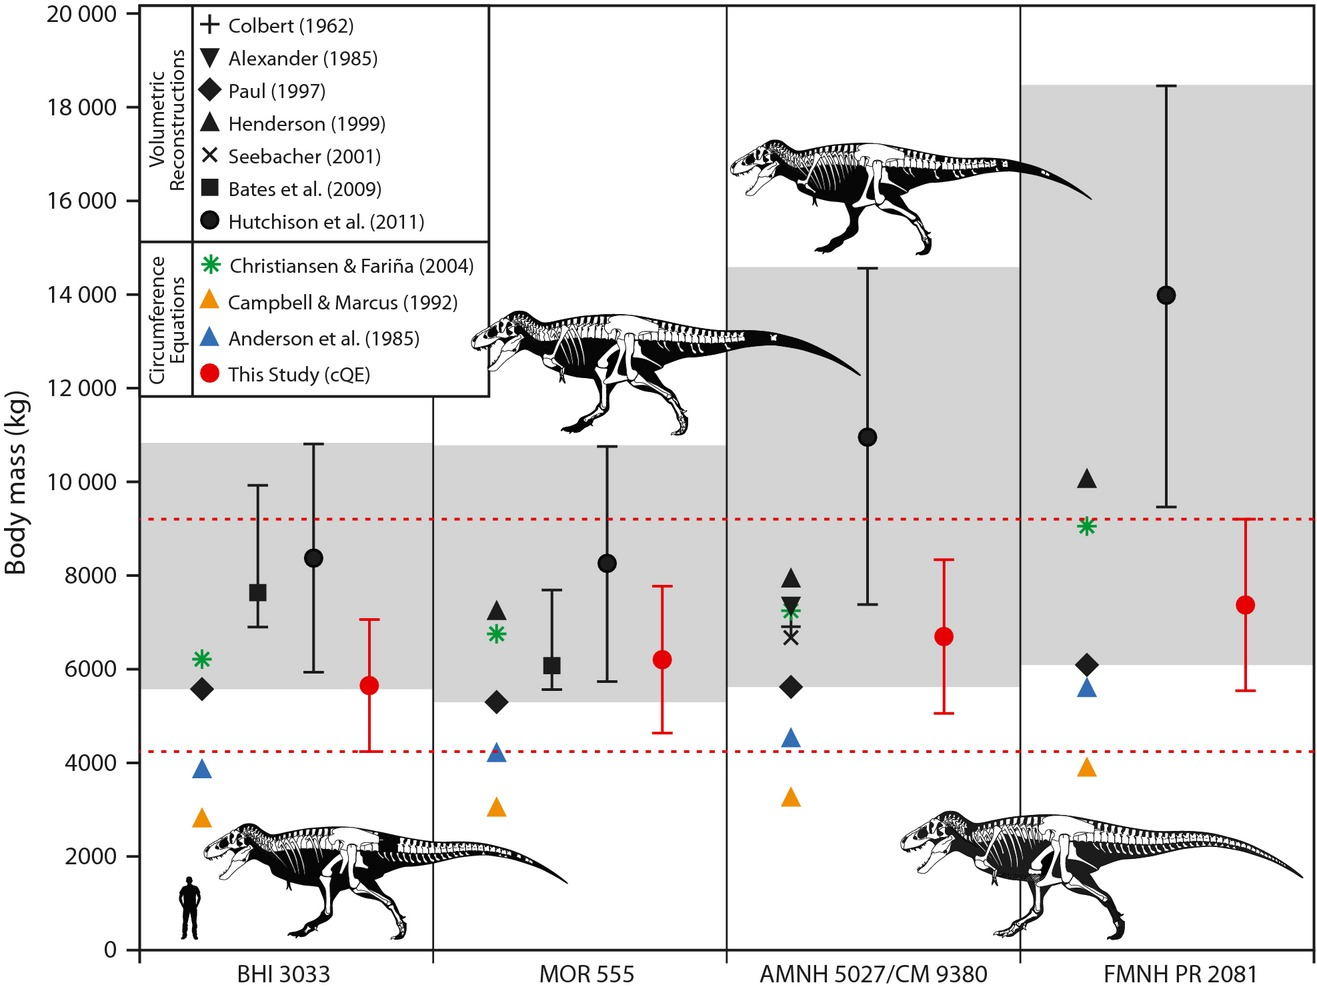 20 000
18 000
16 000
14 000
12 000
10 000
8000
6000
4000
2000
0
Body mass (kg)
Volumetric
Reconstructions
Colbert (1962)
Alexander (1985)
Paul (1997)
Henderson (1999)
Seebacher (2001)
Bates et al. (2009)
Hutchison et al. (2011)
Circumference
Equations
Christiansen & Fariña (2004)
Campbell & Marcus (1992)
Anderson et al. (1985)
This Study (cQE)
BHI 3033
MOR 555
AMNH 5027/CM 9380
FMNH PR 2081